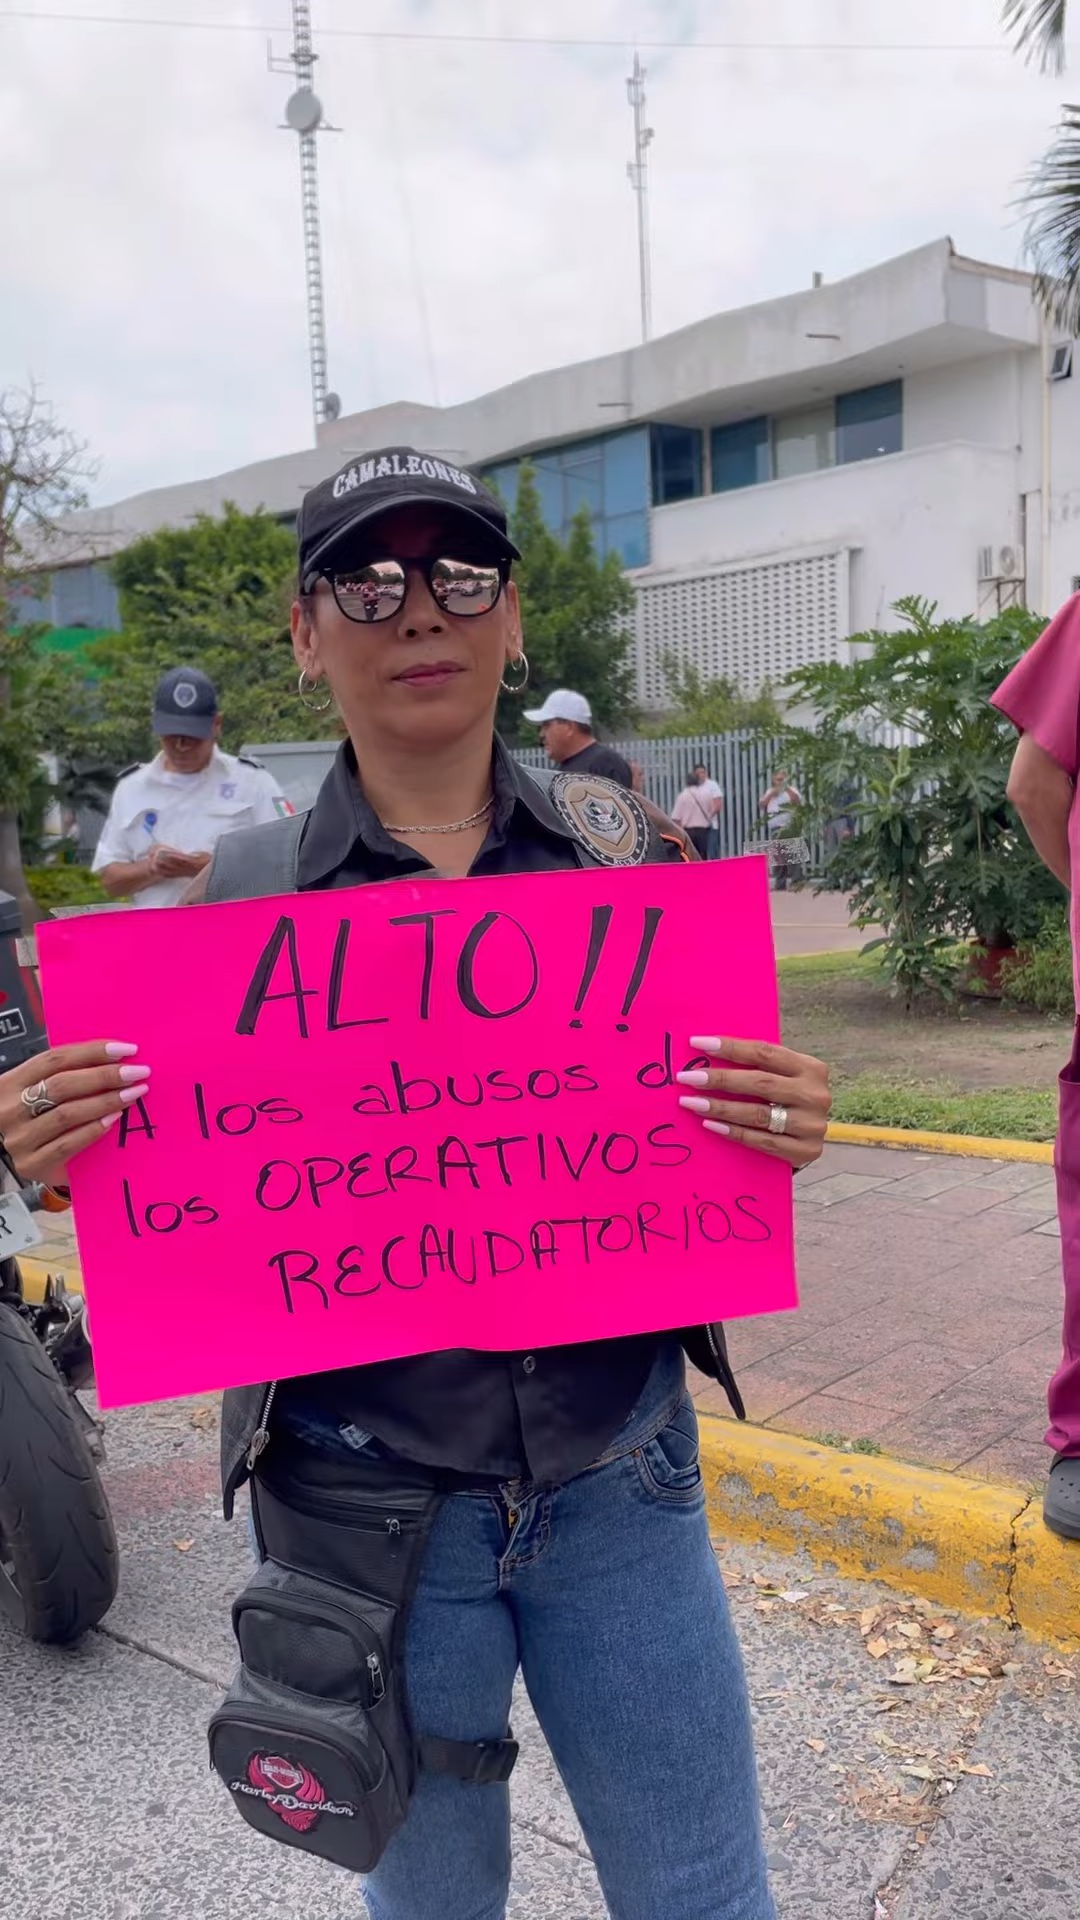 CAMALEONES
ALTO!!
A los abusos de
los OPERATIVOS
RECAUDATORIOS
Harley-Davidson